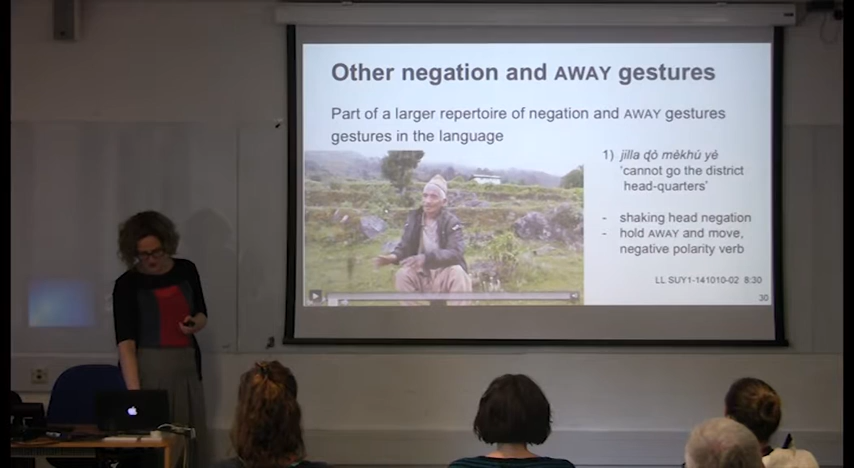 Other negation and AWAY gestures
Part of a larger repertoire of negation and AWAY gestures
gestures in the language
1) jilla ɖò mèkhú yè
'cannot go the district
head-quarters'
- shaking head negation
- hold AWAY and move,
negative polarity verb
LL SUY1-141010-02 8:30
30